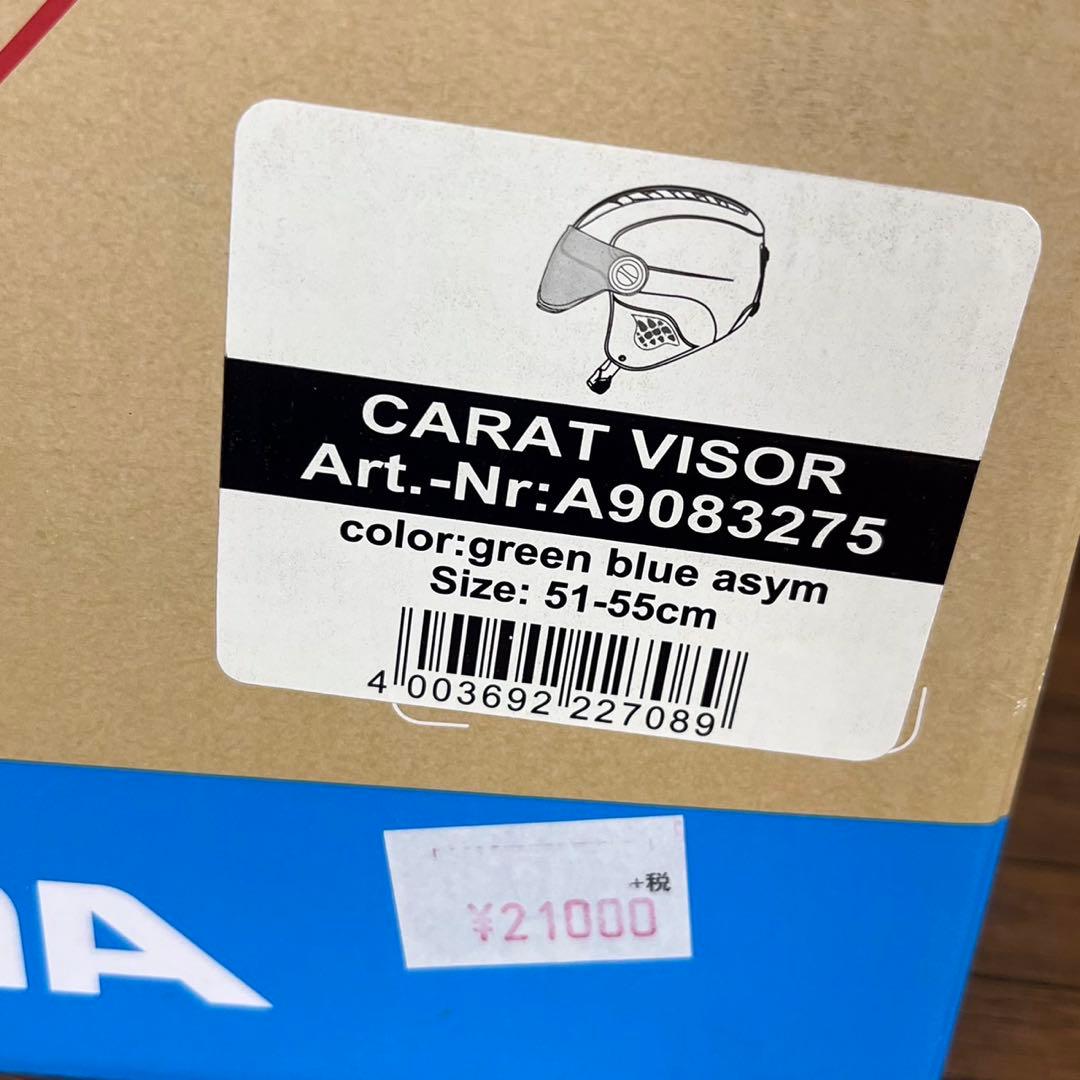 CARAT VISOR
Art.-Nr:A9083275
color:green blue asym
Size: 51-55cm
4 003692 227089
+税
¥21000